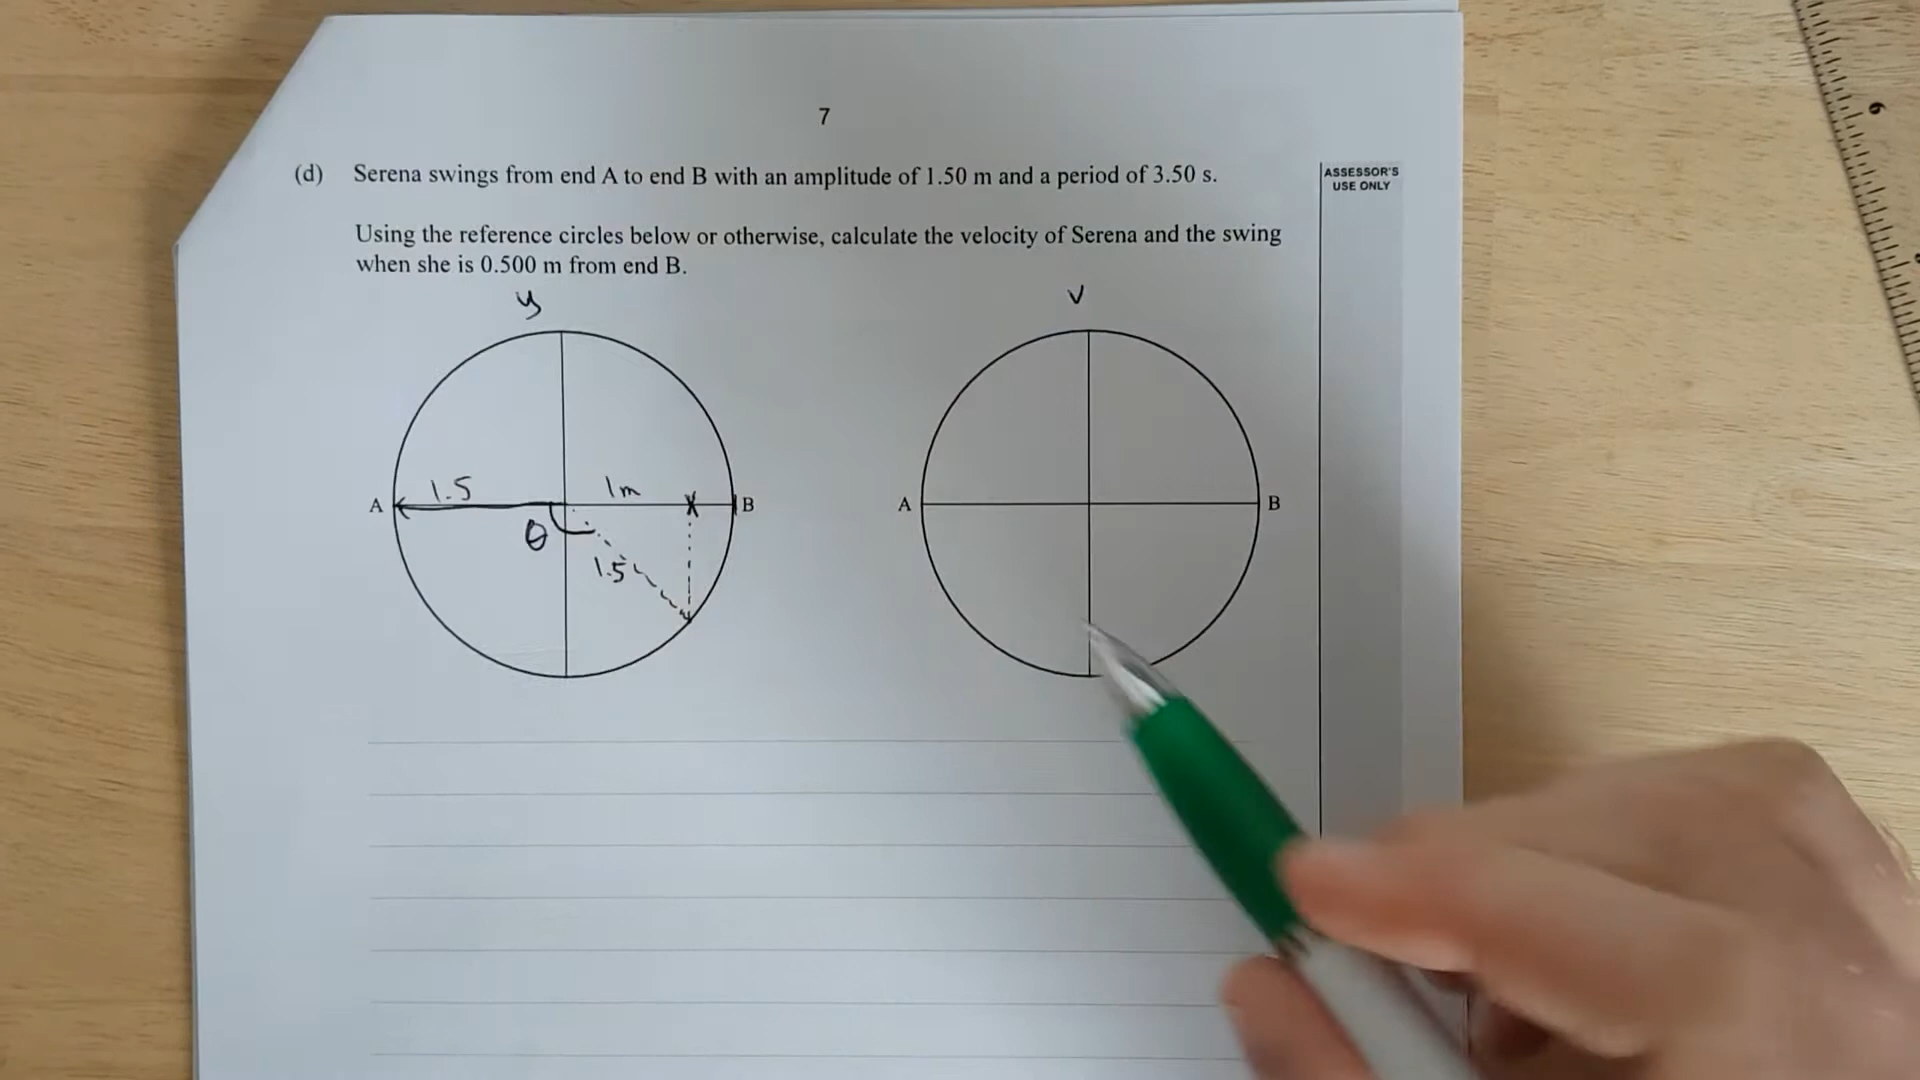 7
(d) Serena swings from end A to end B with an amplitude of 1.50 m and a period of 3.50 s.
ASSESSOR'S
USE ONLY
Using the reference circles below or otherwise, calculate the velocity of Serena and the swing
when she is 0.500 m from end B.
y
v
A 1.5 1m B
θ
1.5
A B
6